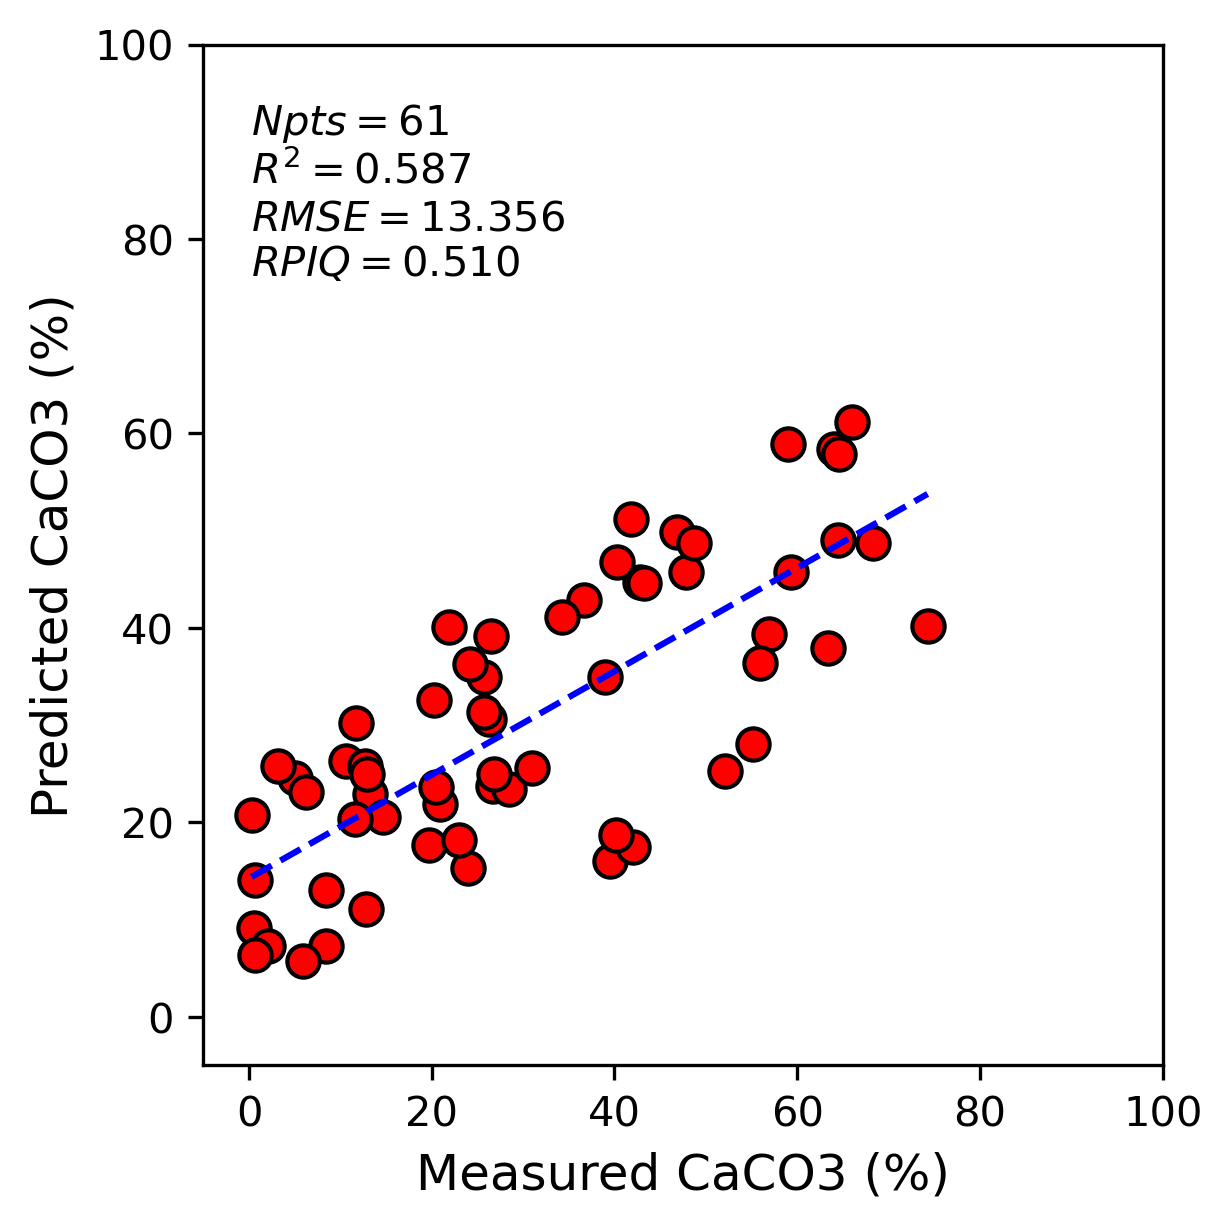 100
80
60
40
20
0
Predicted CaCO3 (%)
Npts = 61
R² = 0.587
RMSE = 13.356
RPIQ = 0.510
0 20 40 60 80 100
Measured CaCO3 (%)